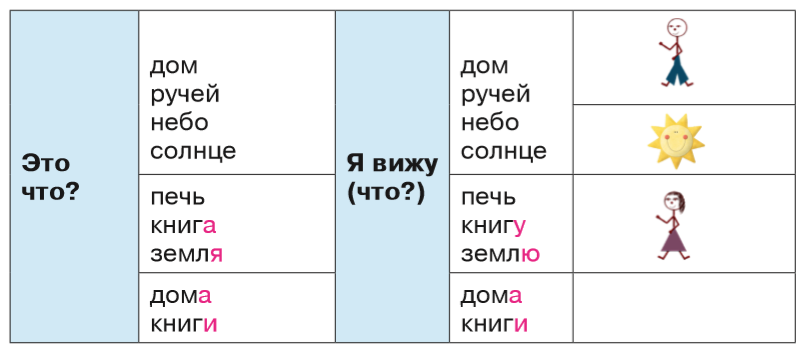 Это
что?
дом
ручей
небо
солнце
печь
книга
земля
дома
книги
Я вижу
(что?)
дом
ручей
небо
солнце
печь
книгу
землю
дома
книги